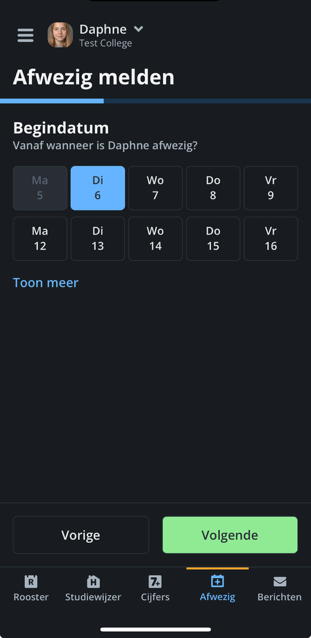 Daphne
Test College
Afwezig melden
Begindatum
Vanaf wanneer is Daphne afwezig?
Ma Di Wo Do Vr
5 6 7 8 9
Ma Di Wo Do Vr
12 13 14 15 16
Toon meer
Vorige Volgende
R H 7+
Rooster Studiewijzer Cijfers Afwezig Berichten